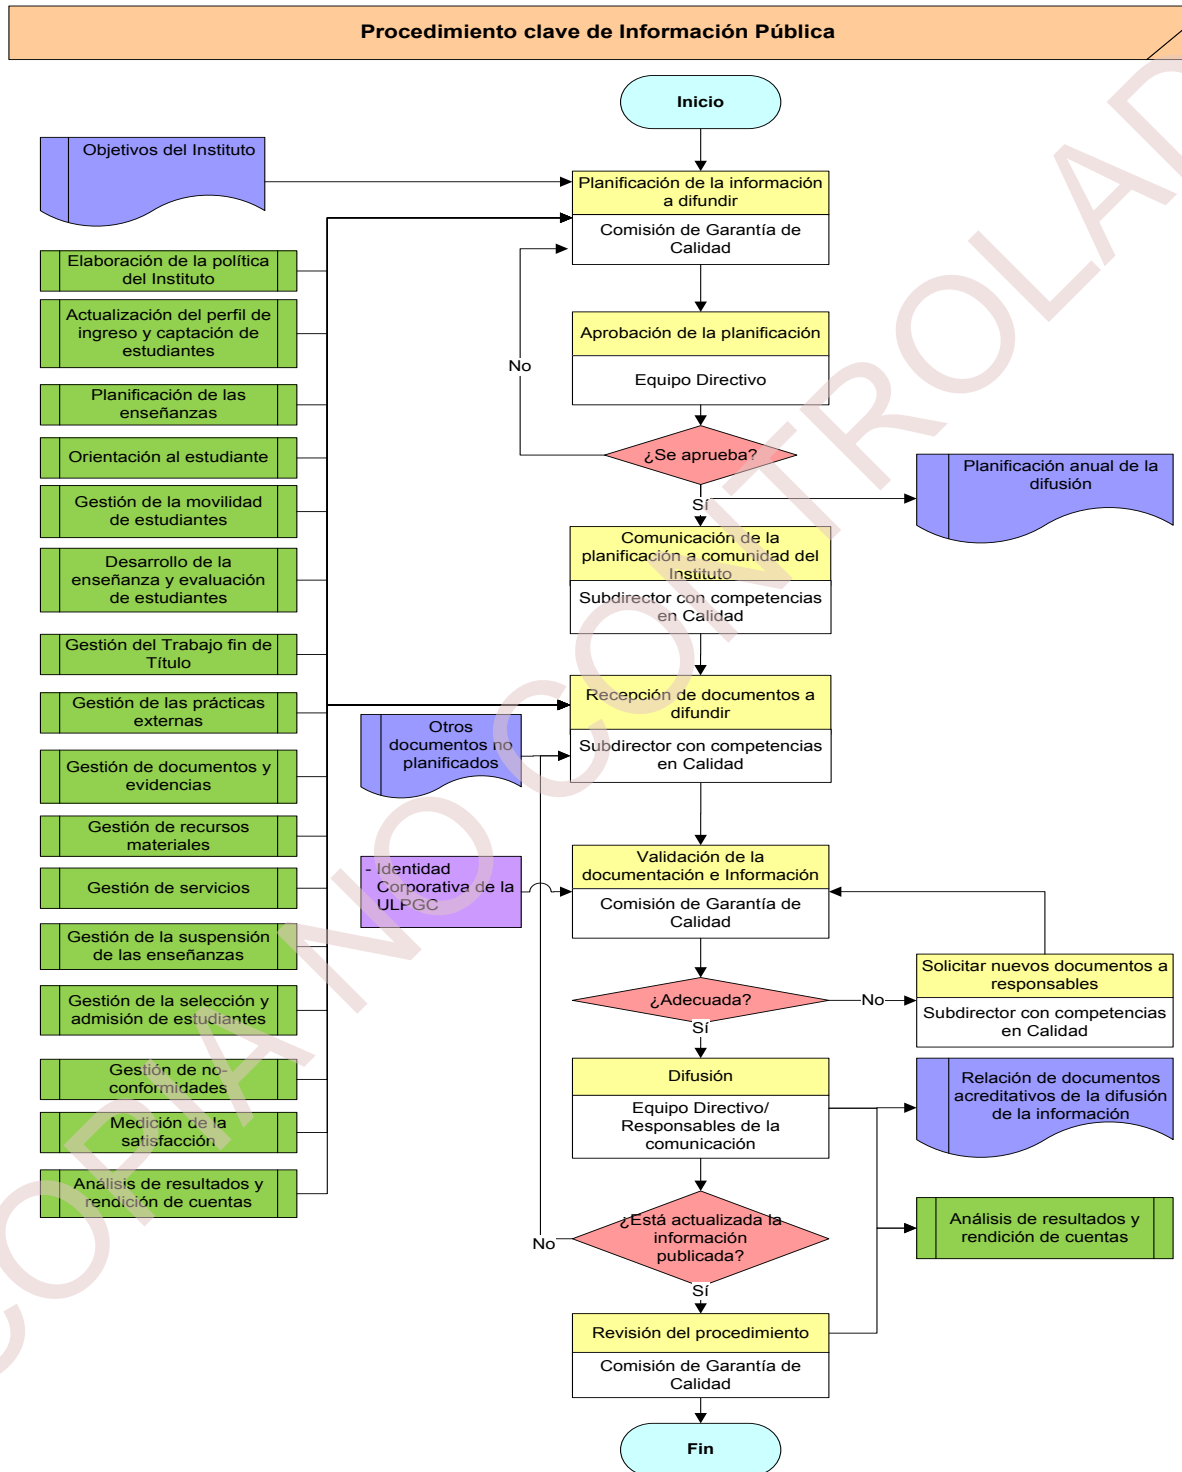 Procedimiento clave de Información Pública
Inicio
Objetivos del Instituto
Planificación de la información
a difundir
Comisión de Garantía de
Calidad
Elaboración de la política
del Instituto
Actualización del perfil de
ingreso y captación de
estudiantes
Planificación de las
enseñanzas
Orientación al estudiante
Gestión de la movilidad
de estudiantes
Desarrollo de la
enseñanza y evaluación
de estudiantes
Gestión del Trabajo fin de
Título
Gestión de las prácticas
externas
Gestión de documentos y
evidencias
Gestión de recursos
materiales
Gestión de servicios
Gestión de la suspensión
de las enseñanzas
Gestión de la selección y
admisión de estudiantes
Gestión de no-
conformidades
Medición de la
satisfacción
Análisis de resultados y
rendición de cuentas
Aprobación de la planificación
Equipo Directivo
No
¿Se aprueba?
Sí
Planificación anual de la
difusión
Comunicación de la
planificación a comunidad del
Instituto
Subdirector con competencias
en Calidad
Recepción de documentos a
difundir
Subdirector con competencias
en Calidad
Otros
documentos no
planificados
Validación de la
documentación e Información
Comisión de Garantía de
Calidad
- Identidad
Corporativa de la
ULPGC
¿Adecuada?
No
Sí
Solicitar nuevos documentos a
responsables
Subdirector con competencias
en Calidad
Difusión
Equipo Directivo/
Responsables de la
comunicación
Relación de documentos
acreditativos de la difusión
de la información
¿Está actualizada la
información
publicada?
No
Sí
Análisis de resultados y
rendición de cuentas
Revisión del procedimiento
Comisión de Garantía de
Calidad
Fin
COPIA NO CONTROLAD